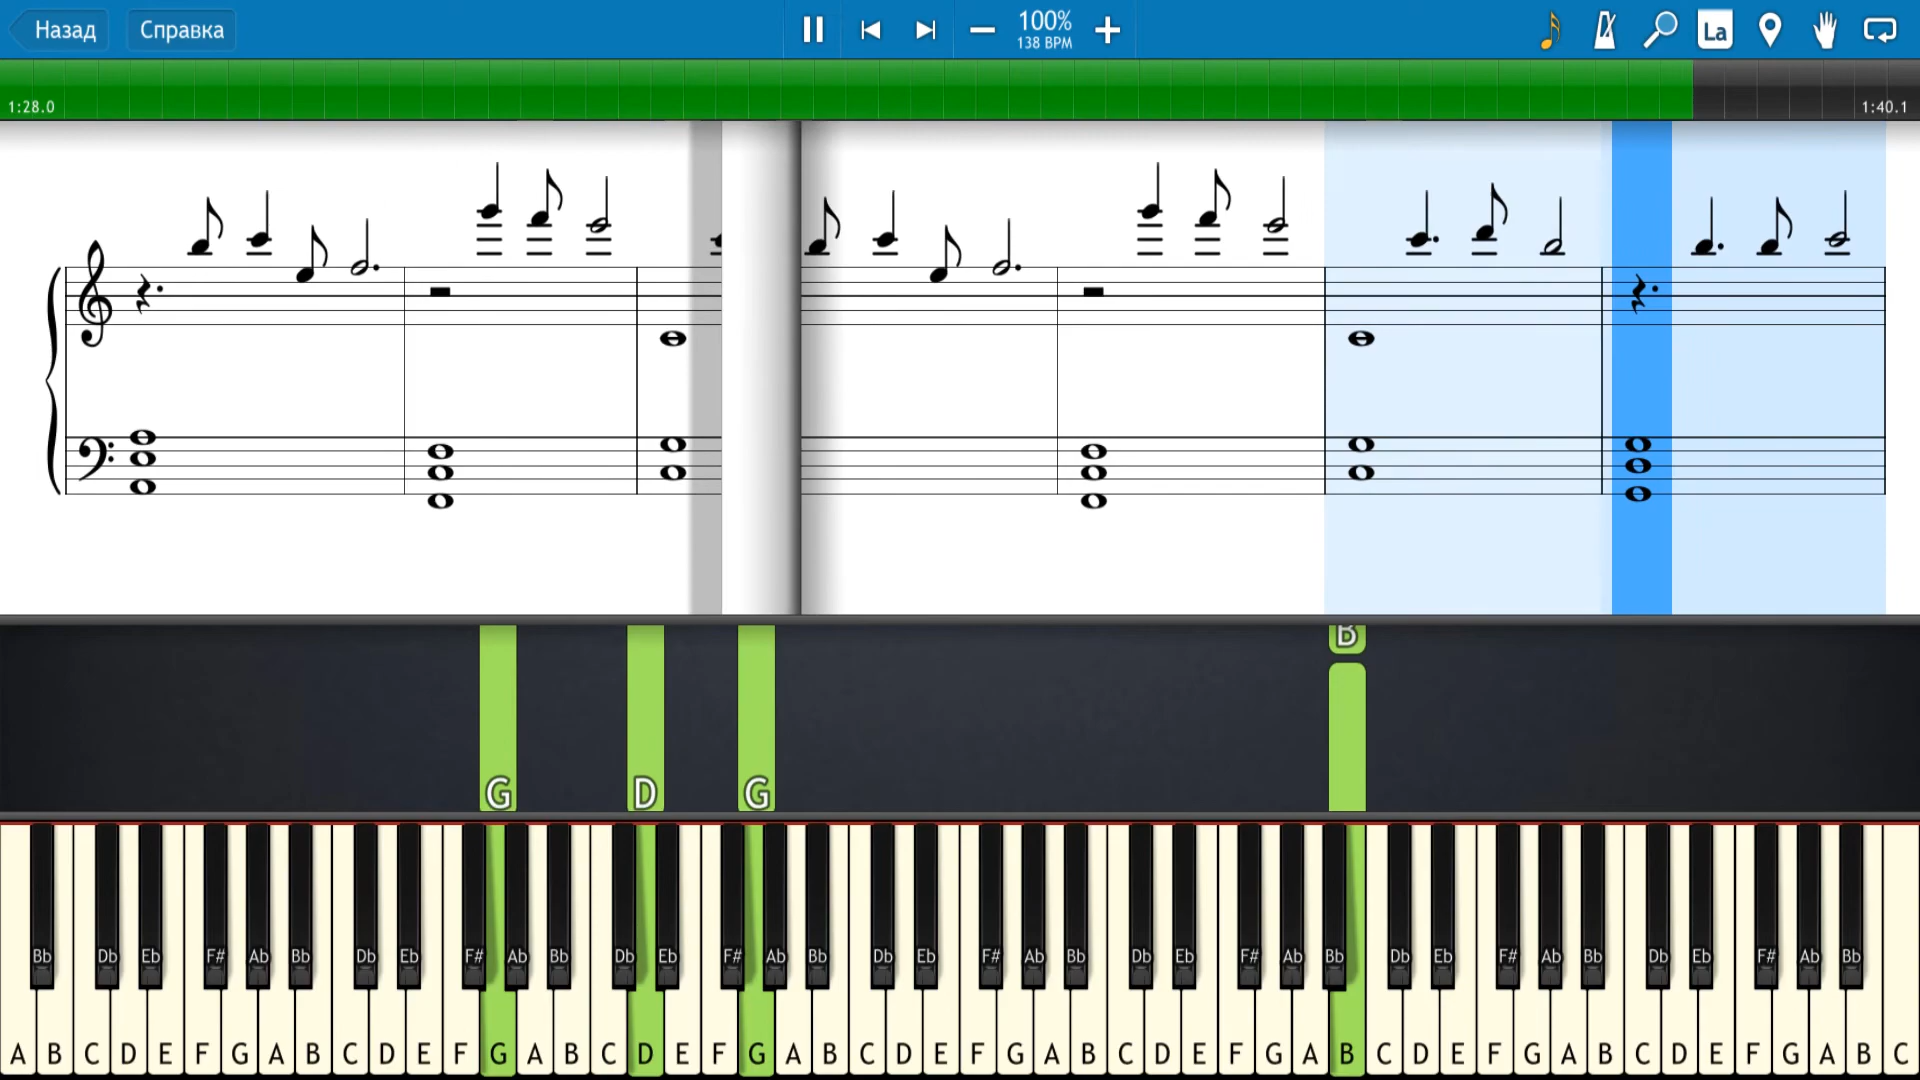 Назад Справка 100% La
138 BPM
1:28.0 1:40.1
B
G D G
Bb Db Eb F# Ab Bb Db Eb F# Ab Bb Db Eb F# Ab Bb Db Eb F# Ab Bb Db Eb F# Ab Bb Db Eb F# Ab Bb Db Eb F# Ab Bb
A B C D E F G A B C D E F G A B C D E F G A B C D E F G A B C D E F G A B C D E F G A B C D E F G A B C